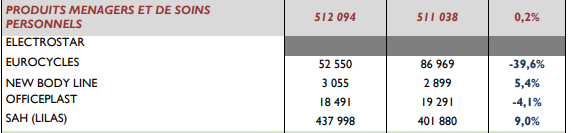 PRODUITS MENAGERS ET DE SOINS PERSONNELS 512 094 511 038 0,2%
ELECTROSTAR
EUROCYCLES 52 550 86 969 -39,6%
NEW BODY LINE 3 055 2 899 5,4%
OFFICEPLAST 18 491 19 291 -4,1%
SAH (LILAS) 437 998 401 880 9,0%